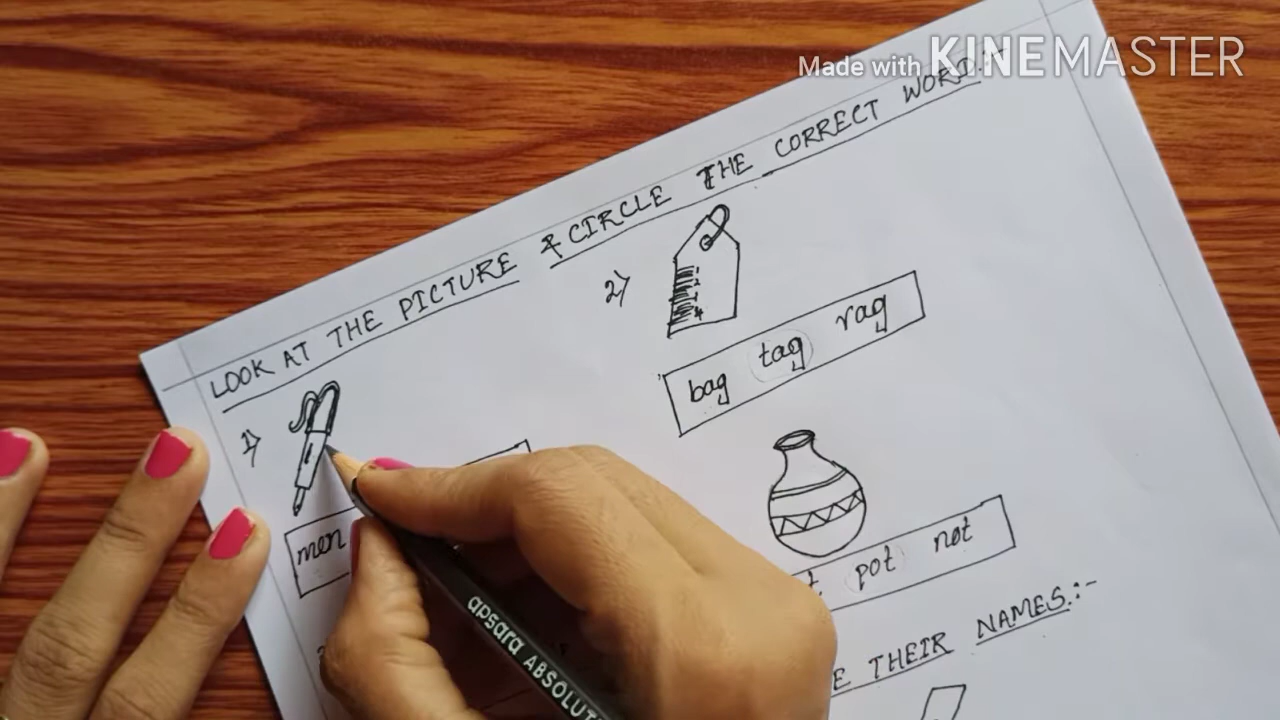 Made with KINEMASTER
LOOK AT THE PICTURE & CIRCLE THE CORRECT WORD:-
1)
2)
bag tag rag
men
pot not
THEIR NAMES:-
apsara ABSOLUT